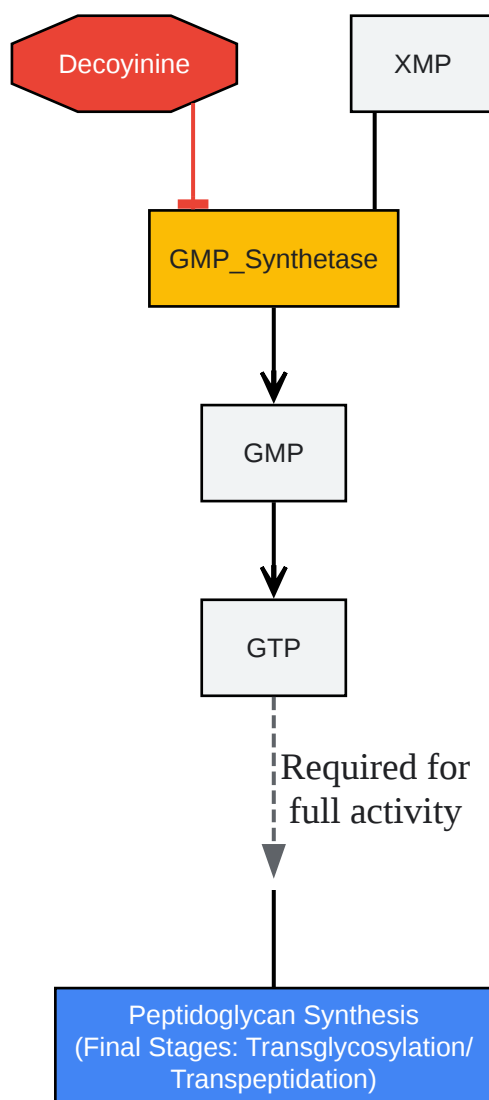 Decoyinine
XMP
GMP_Synthetase
GMP
GTP
Required for
full activity
Peptidoglycan Synthesis
(Final Stages: Transglycosylation/
Transpeptidation)